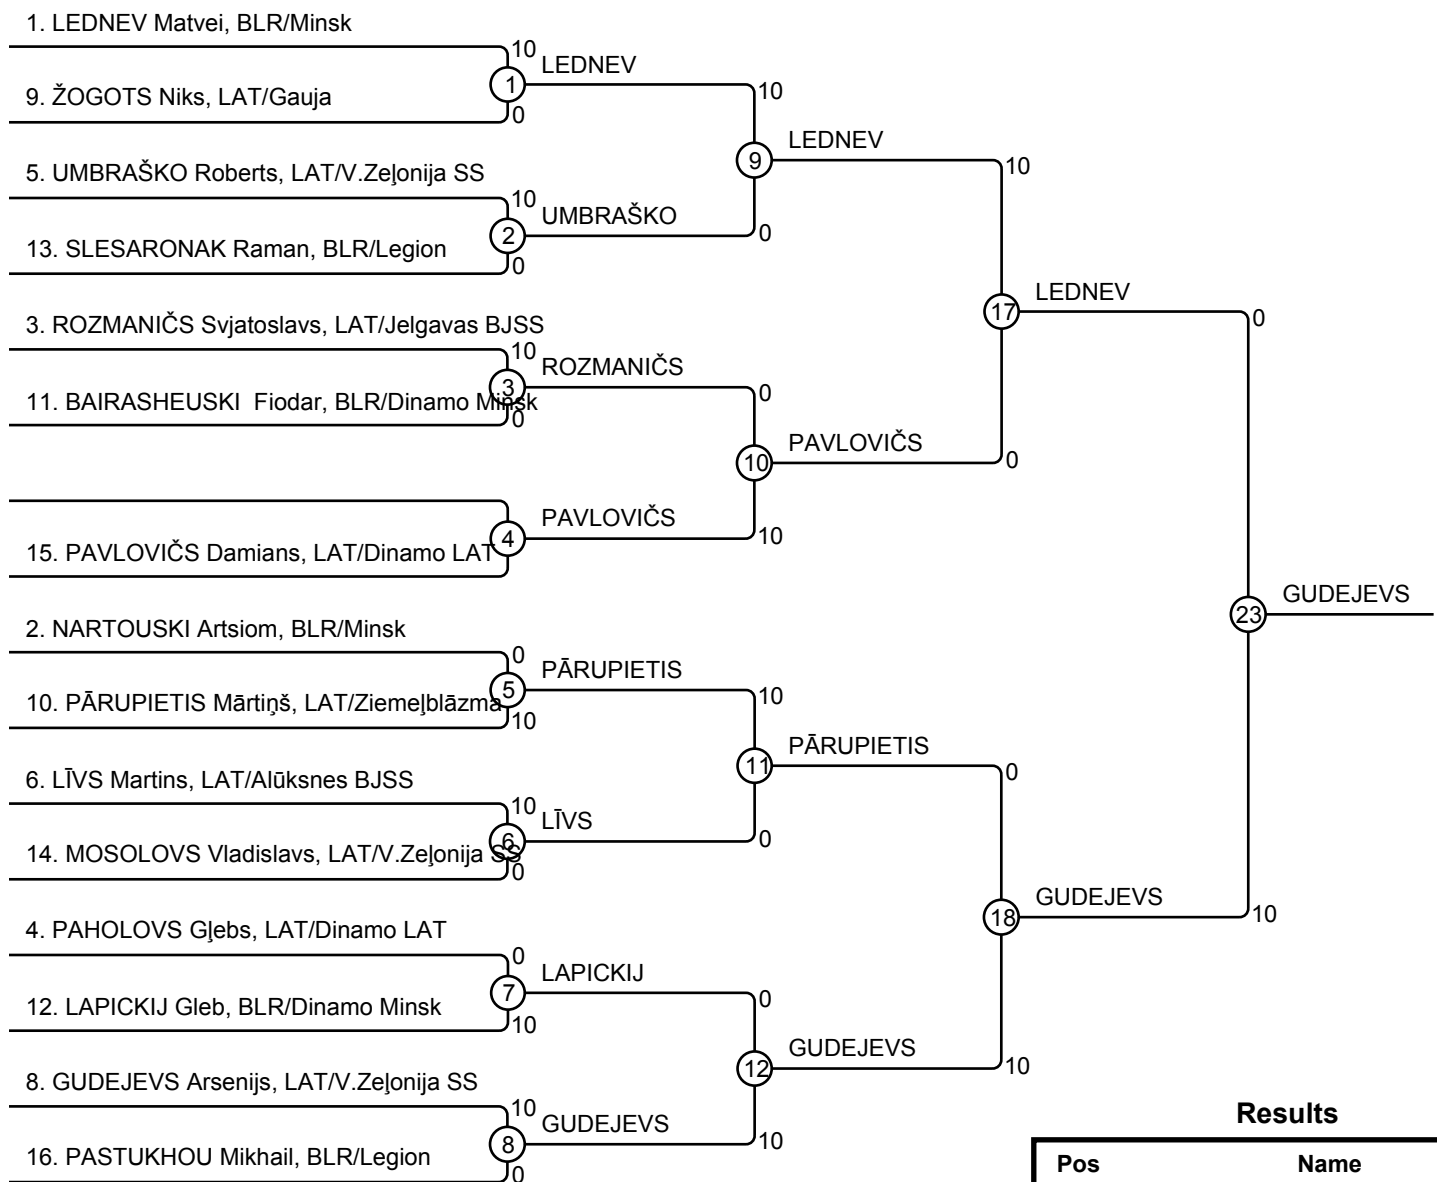 1. LEDNEV Matvei, BLR/Minsk
10
1
LEDNEV
9. ŽOGOTS Niks, LAT/Gauja
0
10
9
LEDNEV
5. UMBRAŠKO Roberts, LAT/V.Zeļonija SS
10
2
UMBRAŠKO
0
13. SLESARONAK Raman, BLR/Legion
0
10
17
LEDNEV
0
3. ROZMANIČS Svjatoslavs, LAT/Jelgavas BJSS
10
3
ROZMANIČS
11. BAIRASHEUSKI  Fiodar, BLR/Dinamo Minsk
0
0
10
PAVLOVIČS
0
4
PAVLOVIČS
10
15. PAVLOVIČS Damians, LAT/Dinamo LAT
23
GUDEJEVS
2. NARTOUSKI Artsiom, BLR/Minsk
0
5
PĀRUPIETIS
10. PĀRUPIETIS Mārtiņš, LAT/Ziemeļblāzma
10
10
11
PĀRUPIETIS
0
6. LĪVS Martins, LAT/Alūksnes BJSS
10
6
LĪVS
0
14. MOSOLOVS Vladislavs, LAT/V.Zeļonija SS
0
18
GUDEJEVS
10
4. PAHOLOVS Gļebs, LAT/Dinamo LAT
0
7
LAPICKIJ
12. LAPICKIJ Gleb, BLR/Dinamo Minsk
10
0
12
GUDEJEVS
10
8. GUDEJEVS Arsenijs, LAT/V.Zeļonija SS
10
8
GUDEJEVS
10
16. PASTUKHOU Mikhail, BLR/Legion
0
Results
Pos Name